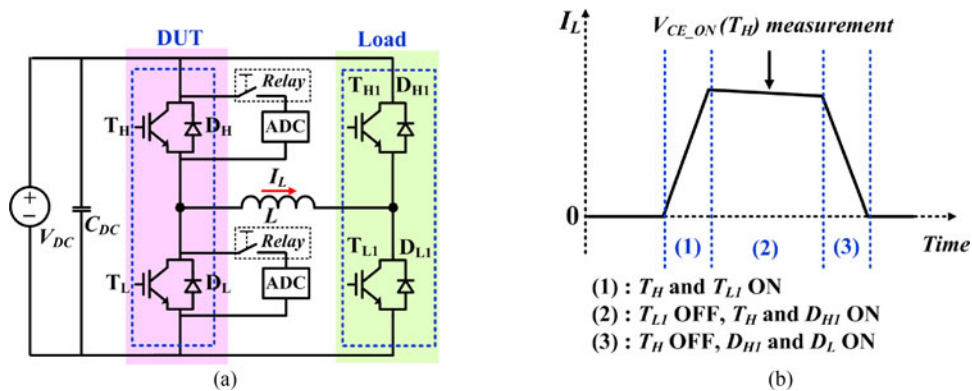 DUT
Load
Relay
T_H
D_H
ADC
T_H1
D_H1
I_L
L
+
−
V_DC
C_DC
Relay
T_L
D_L
ADC
T_L1
D_L1
(a)
I_L
V_CE_ON (T_H) measurement
0
(1)
(2)
(3)
Time
(1) : T_H and T_L1 ON
(2) : T_L1 OFF, T_H and D_H1 ON
(3) : T_H OFF, D_H1 and D_L ON
(b)